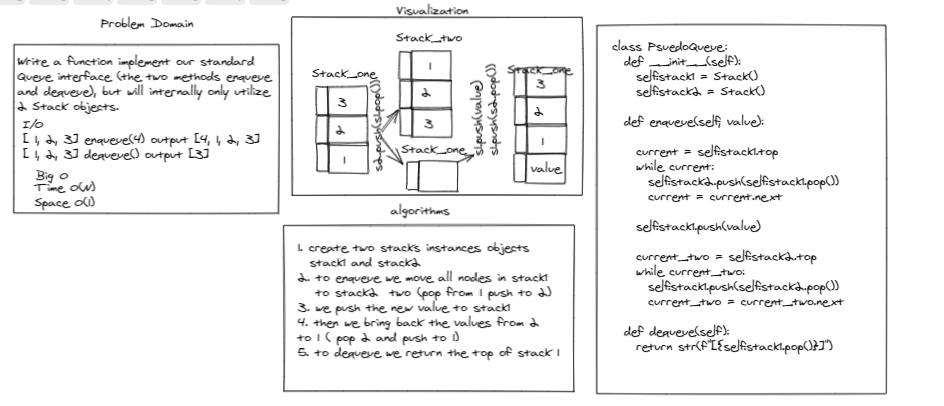 Problem Domain
Write a function implement our standard
Queue interface (the two methods enqueue
and dequeue), but will internally only utilize
2 Stack objects.
I/O
[ 1, 2, 3] enqueue(4) output [4, 1, 2, 3]
[ 1, 2, 3] dequeue() output [3]
Big O
Time O(N)
Space O(1)
Visualization
Stack_one
3
2
1
s2.push(s1.pop())
Stack_two
1
2
3
Stack_one
s1.push(value)
s1.push(s2.pop())
Stack_one
3
2
1
value
algorithms
1. create two stack's instances objects
stack1 and stack2
2. to enqueue we move all nodes in stack1
to stack2 two (pop from 1 push to 2)
3. we push the new value to stack1
4. then we bring back the values from 2
to 1 ( pop 2 and push to 1)
5. to dequeue we return the top of stack 1
class PsuedoQueue:
def __init__(self):
self.stack1 = Stack()
self.stack2 = Stack()
def enqueue(self, value):
current = self.stack1.top
while current:
self.stack2.push(self.stack1.pop())
current = current.next
self.stack1.push(value)
current_two = self.stack2.top
while current_two:
self.stack1.push(self.stack2.pop())
current_two = current_two.next
def dequeue(self):
return str(f"[{self.stack1.pop()}]")